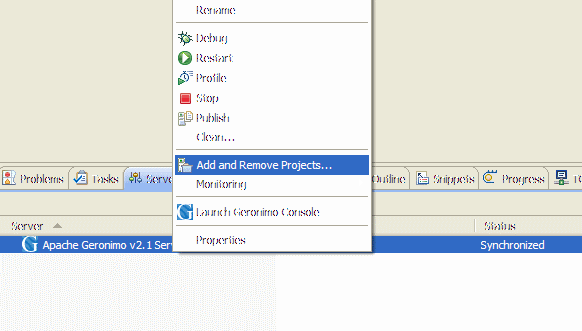 Rename
Debug
Restart
Profile
Stop
Publish
Clean...
Add and Remove Projects...
Monitoring
Launch Geronimo Console
Properties
Problems Tasks Serve Outline Snippets Progress
Server Status
Apache Geronimo v2.1 Serv Synchronized